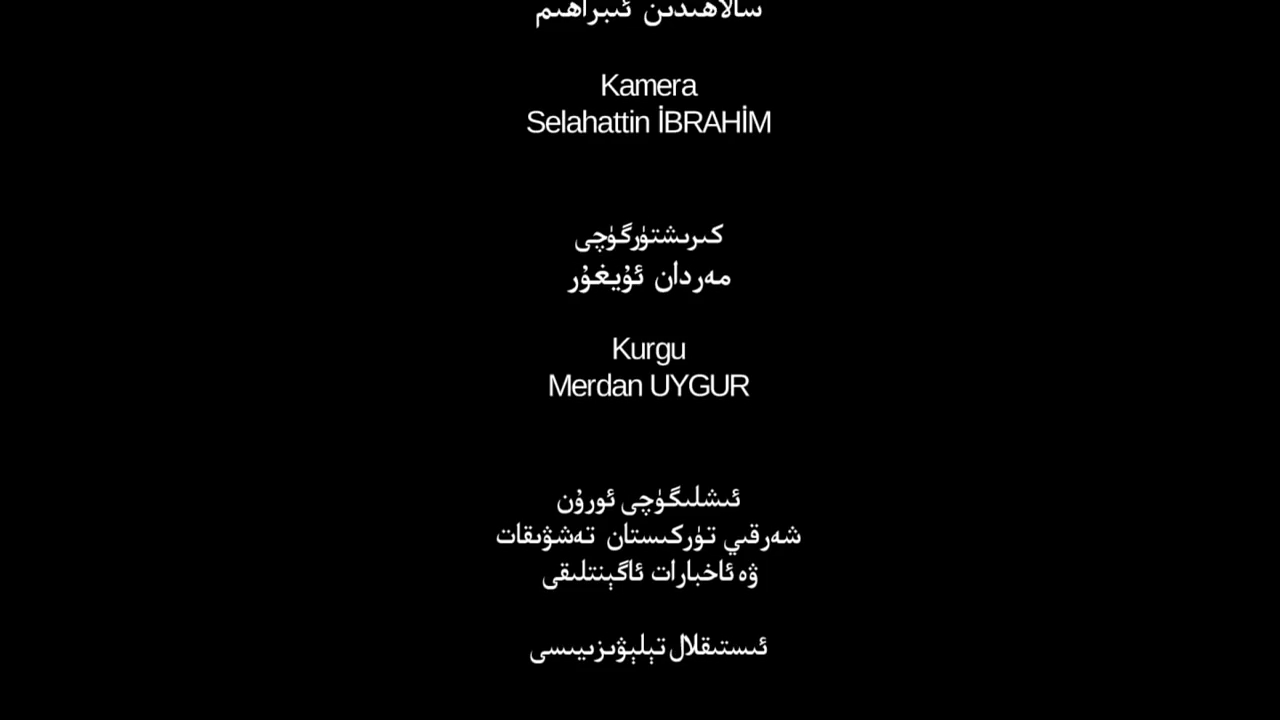 سالاھىدىن ئىبراھىم
Kamera
Selahattin İBRAHİM
كىرىشتۈرگۈچى
مەردان ئۇيغۇر
Kurgu
Merdan UYGUR
ئىشلىگۈچى ئورۇن
شەرقىي تۈركىستان تەشۋىقات
ۋە ئاخبارات ئاگېنتلىقى
ئىستىقلال تېلېۋىزىيىسى